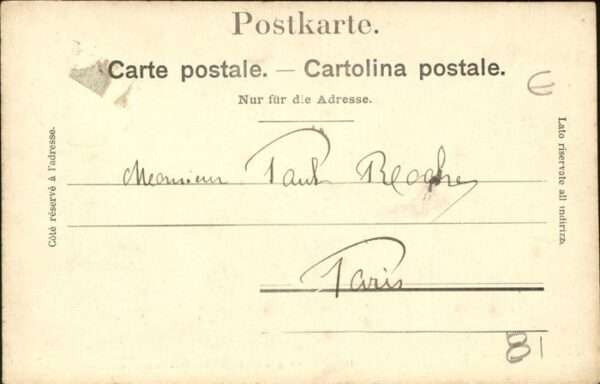 Postkarte.
Carte postale. — Cartolina postale.
Nur für die Adresse.
Côté réservé à l'adresse.
Lato riservate all indirizzo.
Monsieur Paul
Paris
81